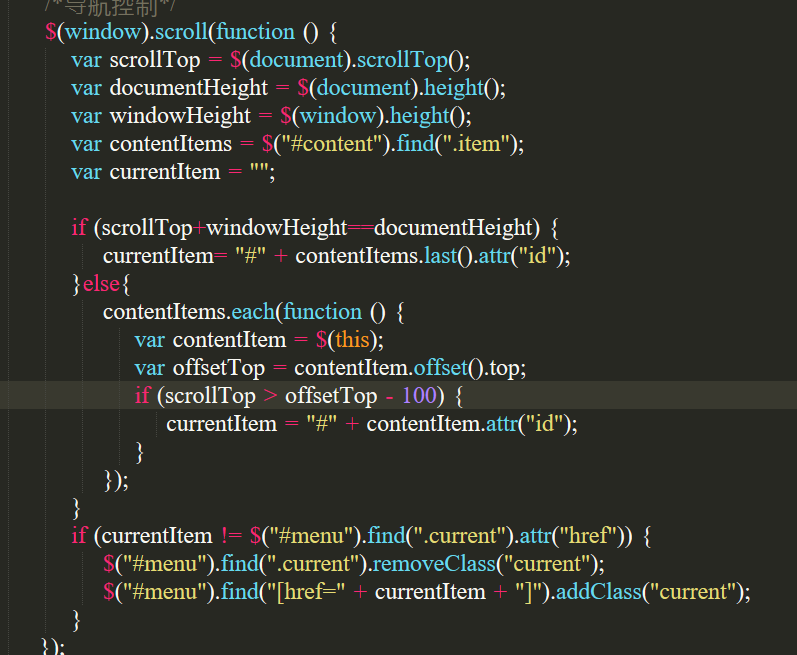 /*导航控制*/
$(window).scroll(function () {
var scrollTop = $(document).scrollTop();
var documentHeight = $(document).height();
var windowHeight = $(window).height();
var contentItems = $("#content").find(".item");
var currentItem = "";
if (scrollTop+windowHeight==documentHeight) {
currentItem= "#" + contentItems.last().attr("id");
}else{
contentItems.each(function () {
var contentItem = $(this);
var offsetTop = contentItem.offset().top;
if (scrollTop > offsetTop - 100) {
currentItem = "#" + contentItem.attr("id");
}
});
}
if (currentItem != $("#menu").find(".current").attr("href")) {
$("#menu").find(".current").removeClass("current");
$("#menu").find("[href=" + currentItem + "]").addClass("current");
}
});